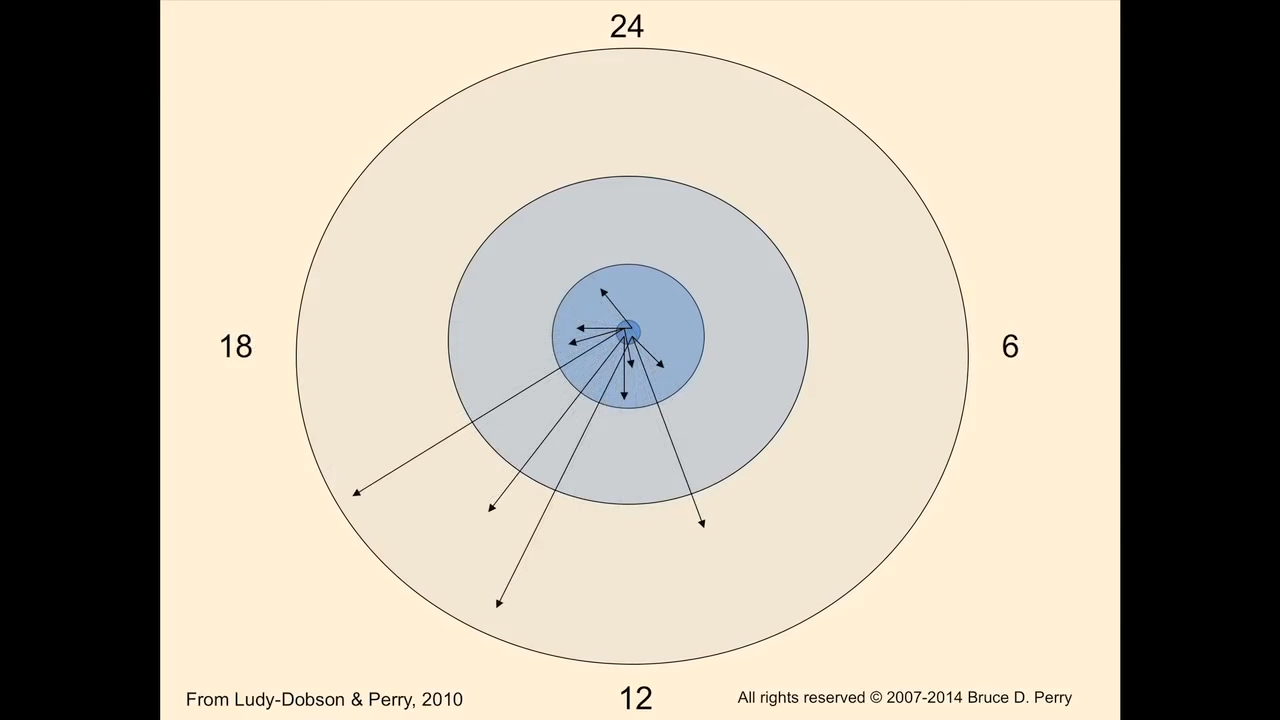 24
18
6
12
From Ludy-Dobson & Perry, 2010
All rights reserved © 2007-2014 Bruce D. Perry